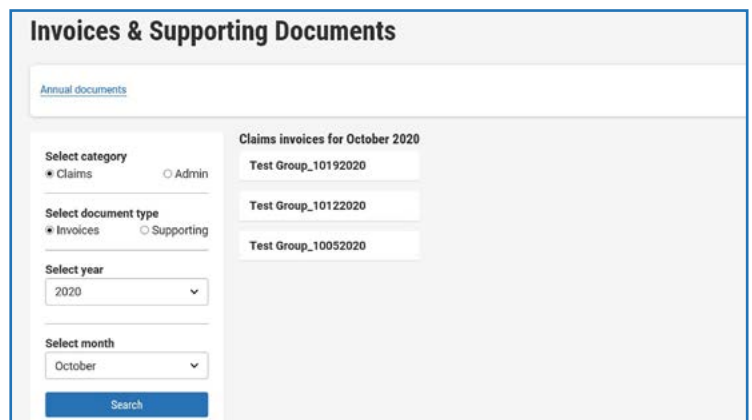 Invoices & Supporting Documents
Annual documents
Select category
Claims Admin
Select document type
Invoices Supporting
Select year
2020
Select month
October
Search
Claims invoices for October 2020
Test Group_10192020
Test Group_10122020
Test Group_10052020